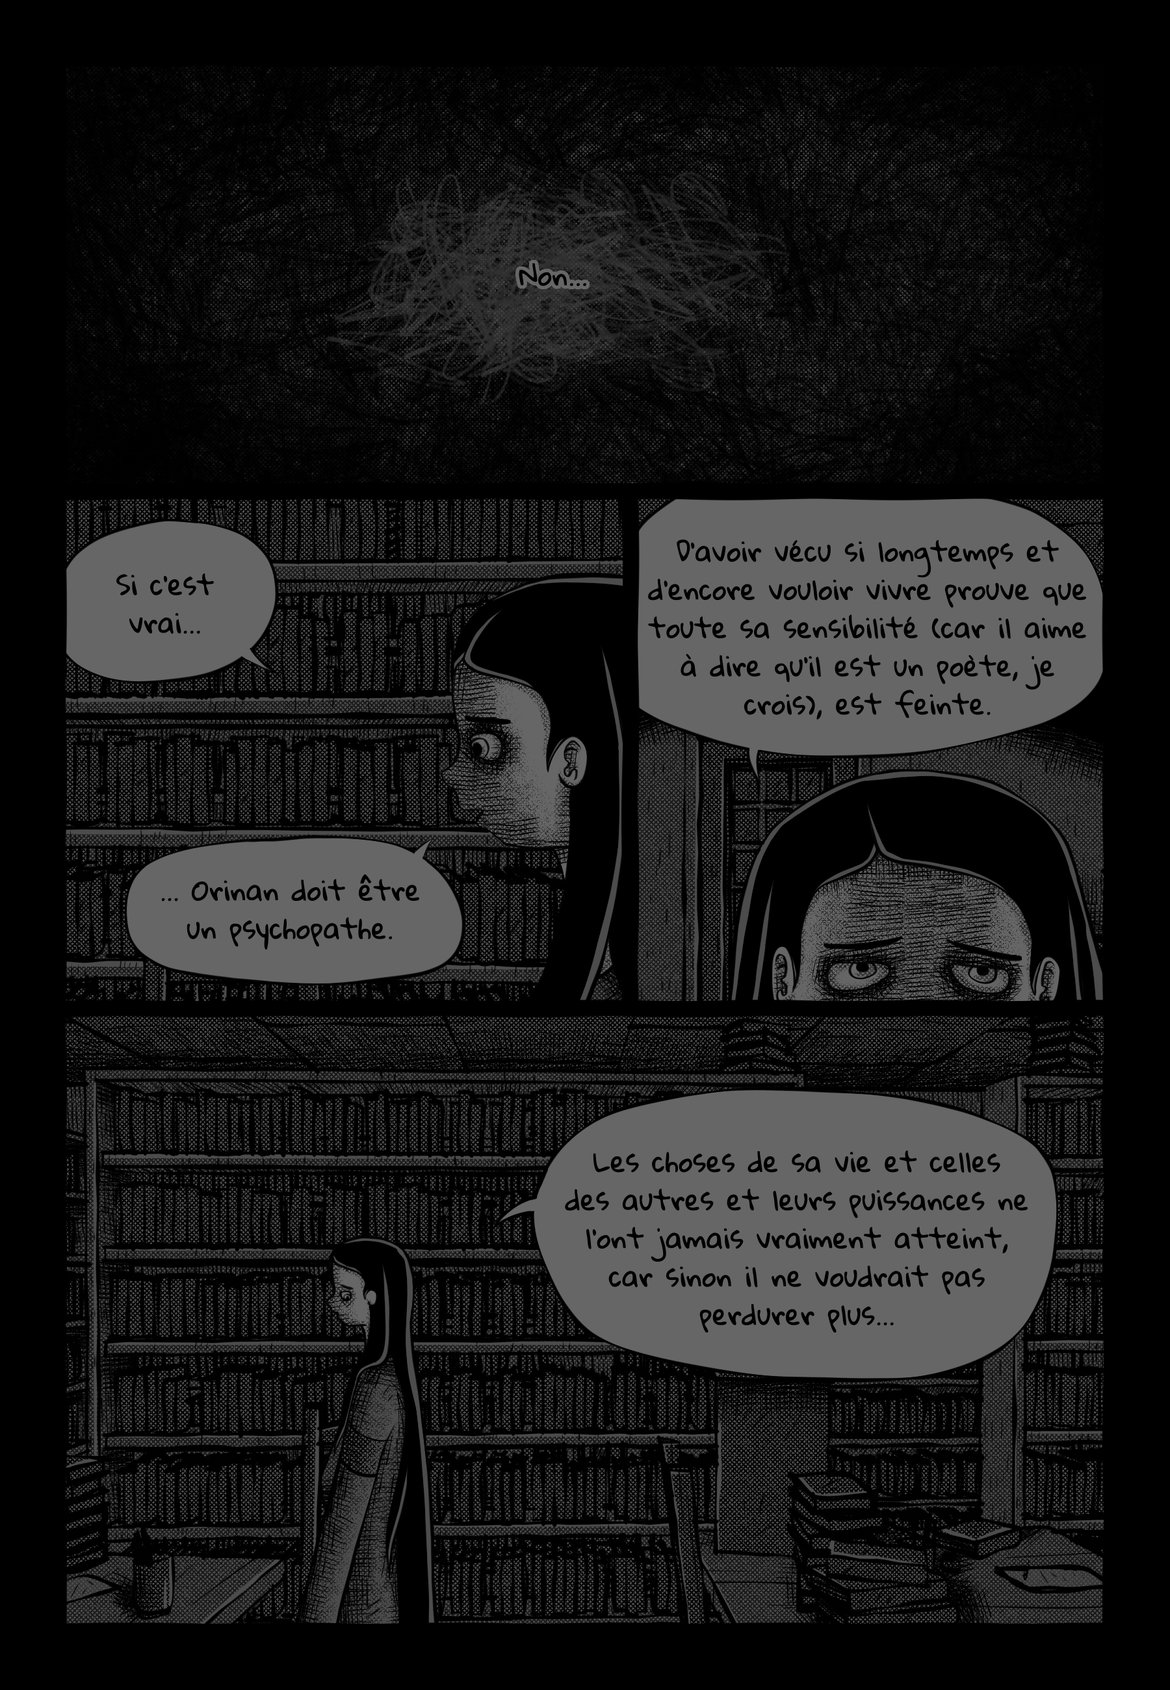 Non...
Si c'est
vrai...
... Orinan doit être
un psychopathe.
D'avoir vécu si longtemps et
d'encore vouloir vivre prouve que
toute sa sensibilité (car il aime
à dire qu'il est un poète, je
crois), est feinte.
Les choses de sa vie et celles
des autres et leurs puissances ne
l'ont jamais vraiment atteint,
car sinon il ne voudrait pas
perdurer plus...